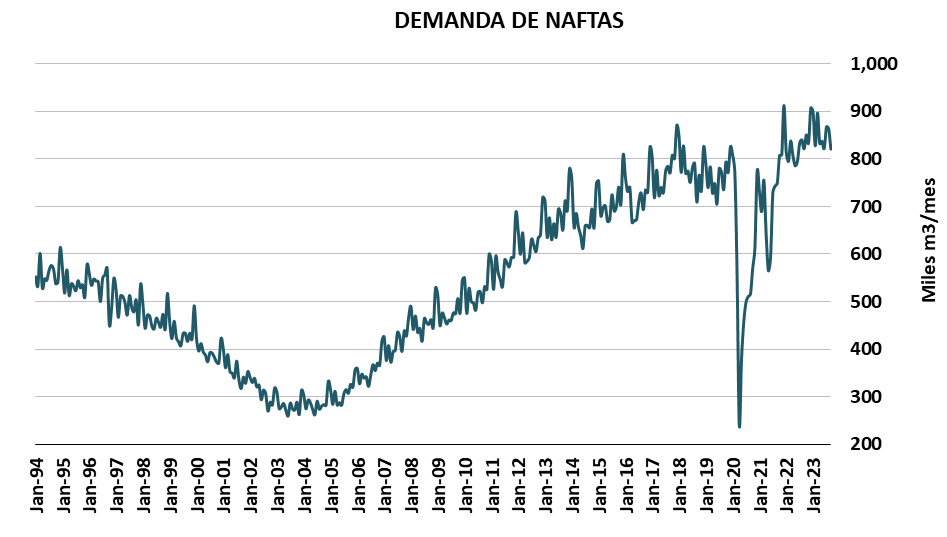 DEMANDA DE NAFTAS
1,000
900
800
700
600
500
400
300
200
Miles m3/mes
Jan-94
Jan-95
Jan-96
Jan-97
Jan-98
Jan-99
Jan-00
Jan-01
Jan-02
Jan-03
Jan-04
Jan-05
Jan-06
Jan-07
Jan-08
Jan-09
Jan-10
Jan-11
Jan-12
Jan-13
Jan-14
Jan-15
Jan-16
Jan-17
Jan-18
Jan-19
Jan-20
Jan-21
Jan-22
Jan-23